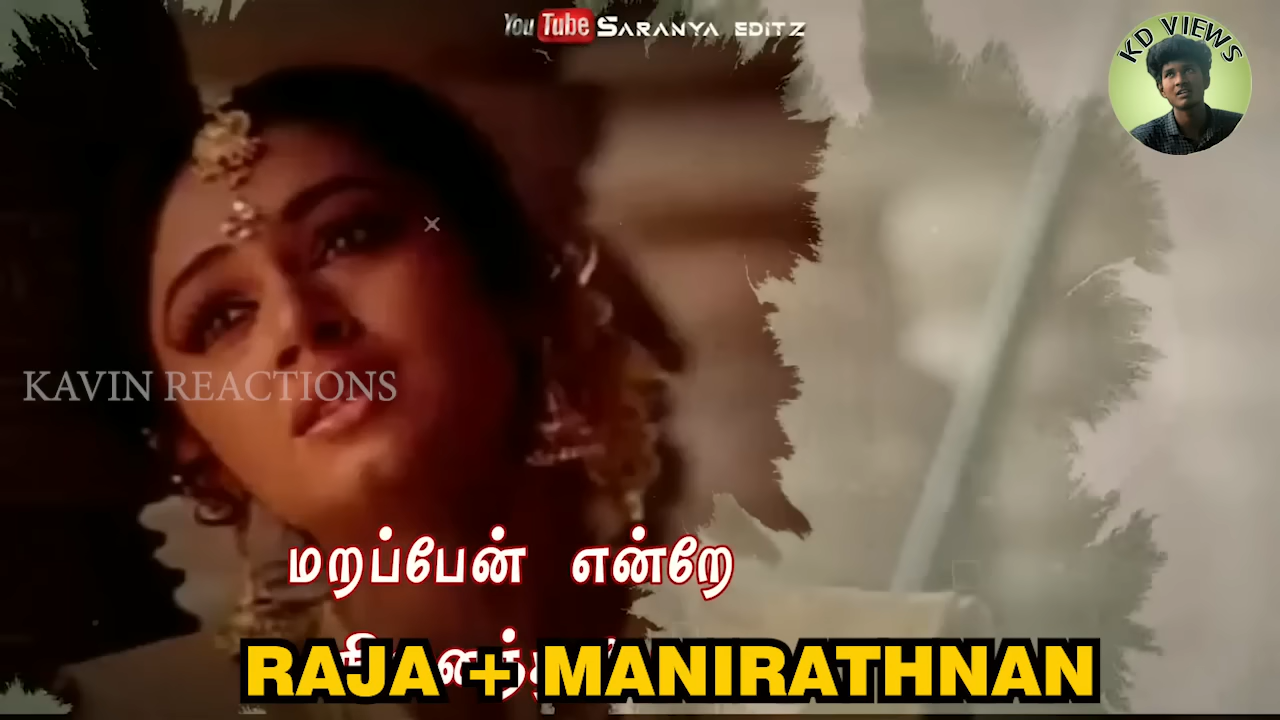 You Tube SARANYA EDITZ
KD VIEWS
KAVIN REACTIONS
மறப்பேன் என்றே
RAJA + MANIRATHNAN